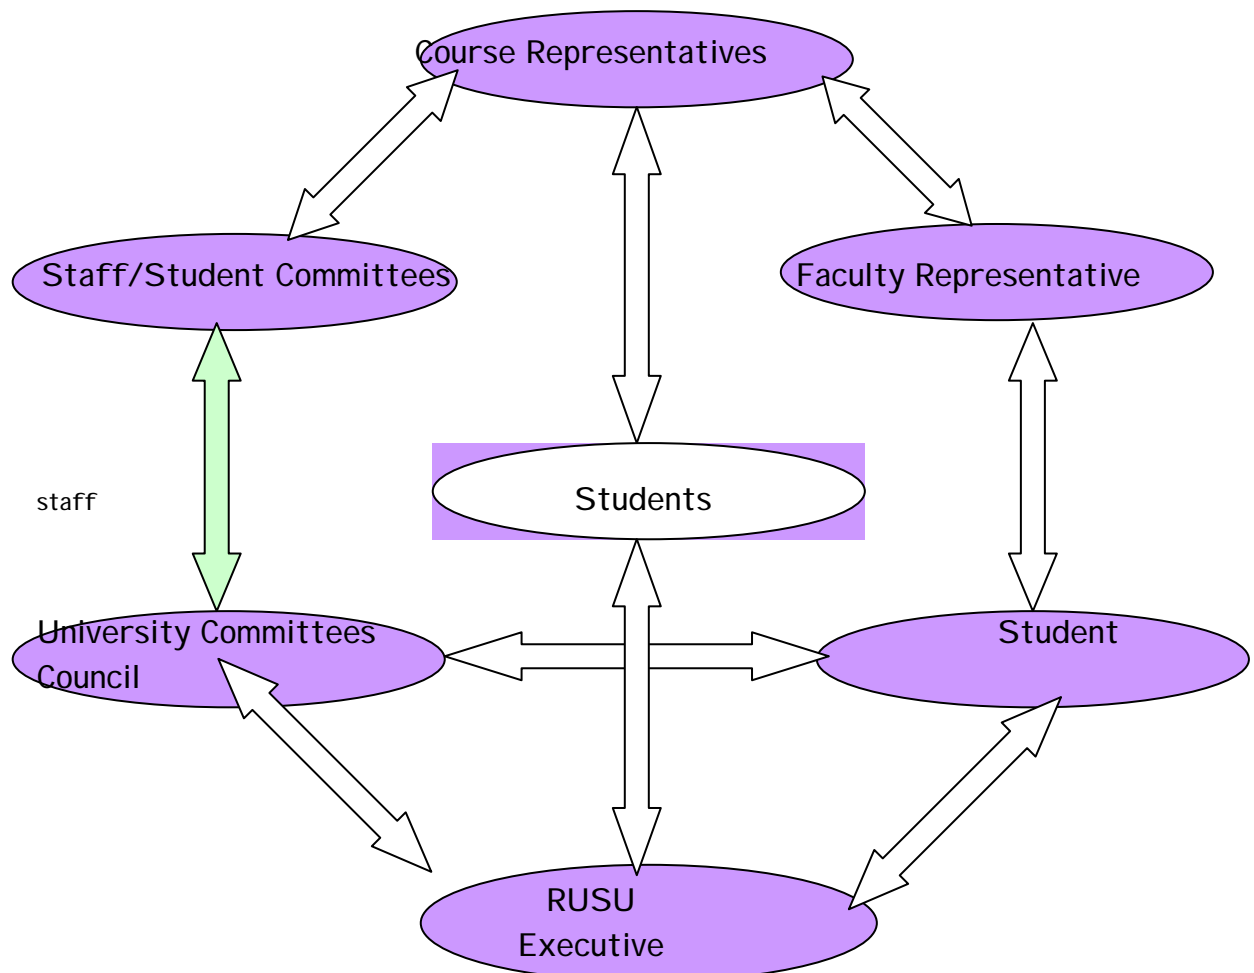 Course Representatives
Staff/Student Committees
Faculty Representative
staff
Students
University Committees
Student
Council
RUSU
Executive